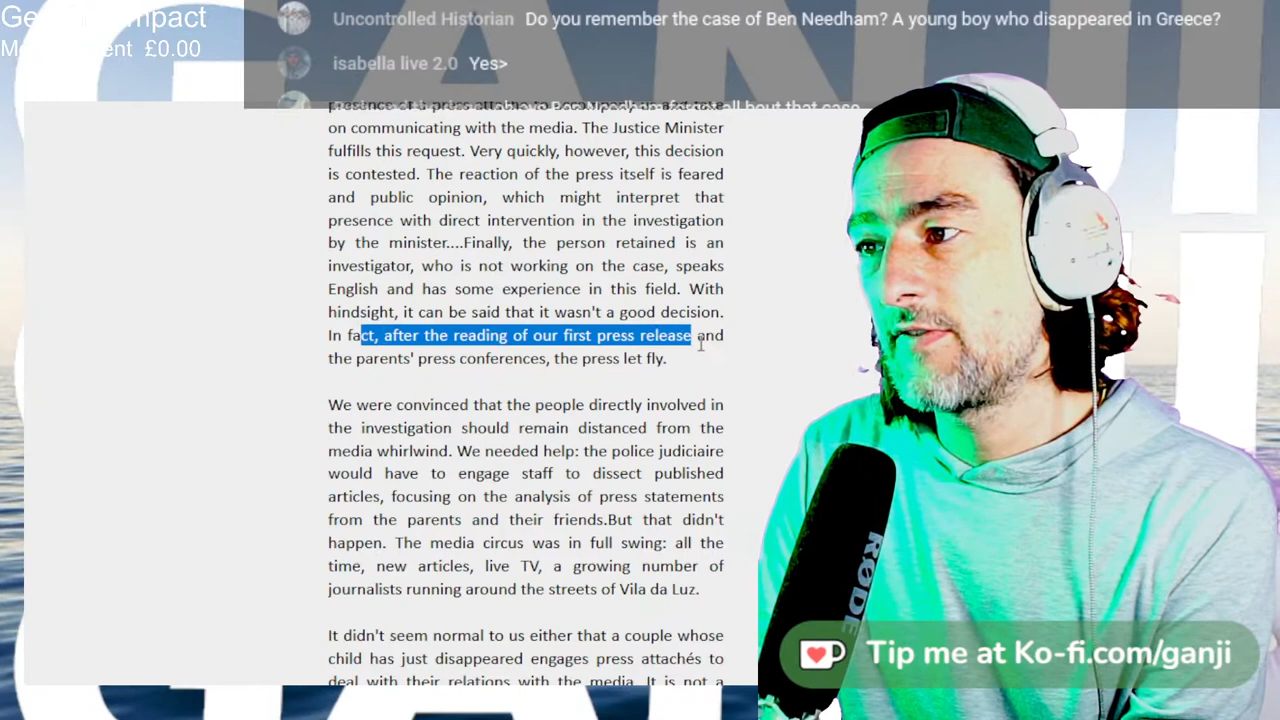 Uncontrolled Historian Do you remember the case of Ben Needham? A young boy who disappeared in Greece?
£0.00
isabella live 2.0 Yes>
on communicating with the media. The Justice Minister
fulfills this request. Very quickly, however, this decision
is contested. The reaction of the press itself is feared
and public opinion, which might interpret that
presence with direct intervention in the investigation
by the minister....Finally, the person retained is an
investigator, who is not working on the case, speaks
English and has some experience in this field. With
hindsight, it can be said that it wasn't a good decision.
In fact, after the reading of our first press release and
the parents' press conferences, the press let fly.
We were convinced that the people directly involved in
the investigation should remain distanced from the
media whirlwind. We needed help: the police judiciaire
would have to engage staff to dissect published
articles, focusing on the analysis of press statements
from the parents and their friends.But that didn't
happen. The media circus was in full swing: all the
time, new articles, live TV, a growing number of
journalists running around the streets of Vila da Luz.
It didn't seem normal to us either that a couple whose
child has just disappeared engages press attachés to
deal with their relations with the media. It is not a
RØDE
Tip me at Ko-fi.com/ganji